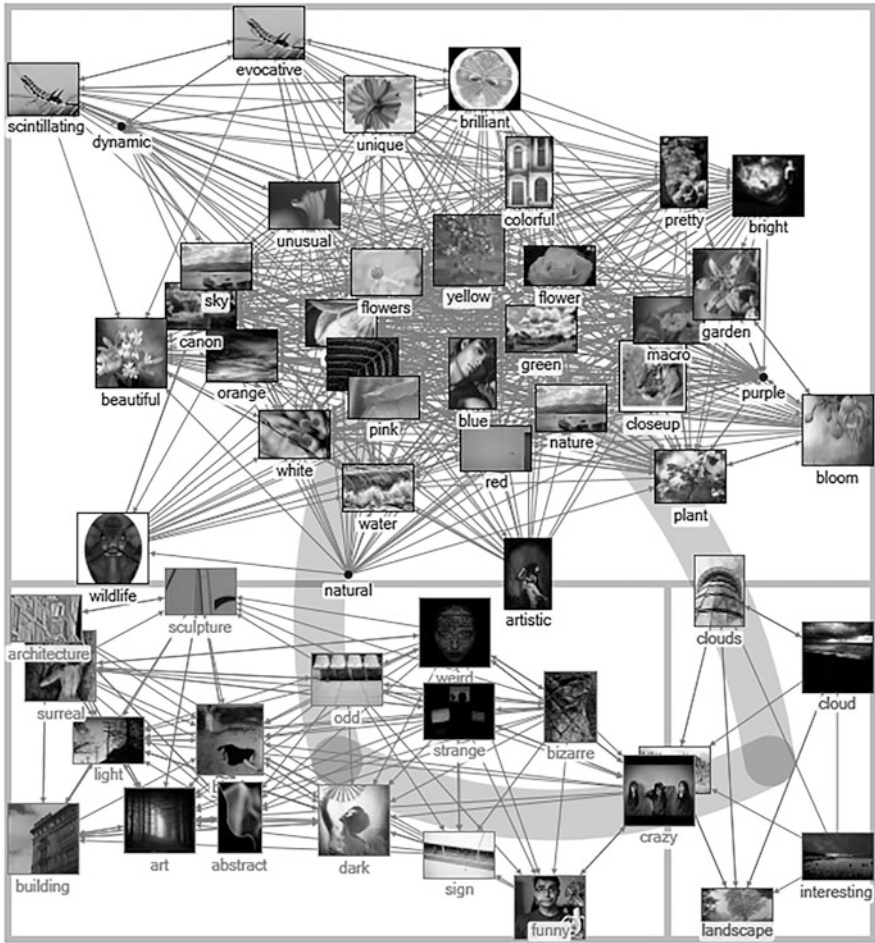 evocative
scintillating
dynamic
unique
brilliant
colorful
pretty
bright
unusual
sky
flowers
yellow
flower
garden
canon
orange
green
macro
beautiful
pink
blue
nature
closeup
purple
white
red
bloom
water
plant
wildlife
natural
artistic
sculpture
architecture
clouds
weird
surreal
odd
cloud
light
strange
bizarre
crazy
building
art
abstract
dark
sign
interesting
funny
landscape